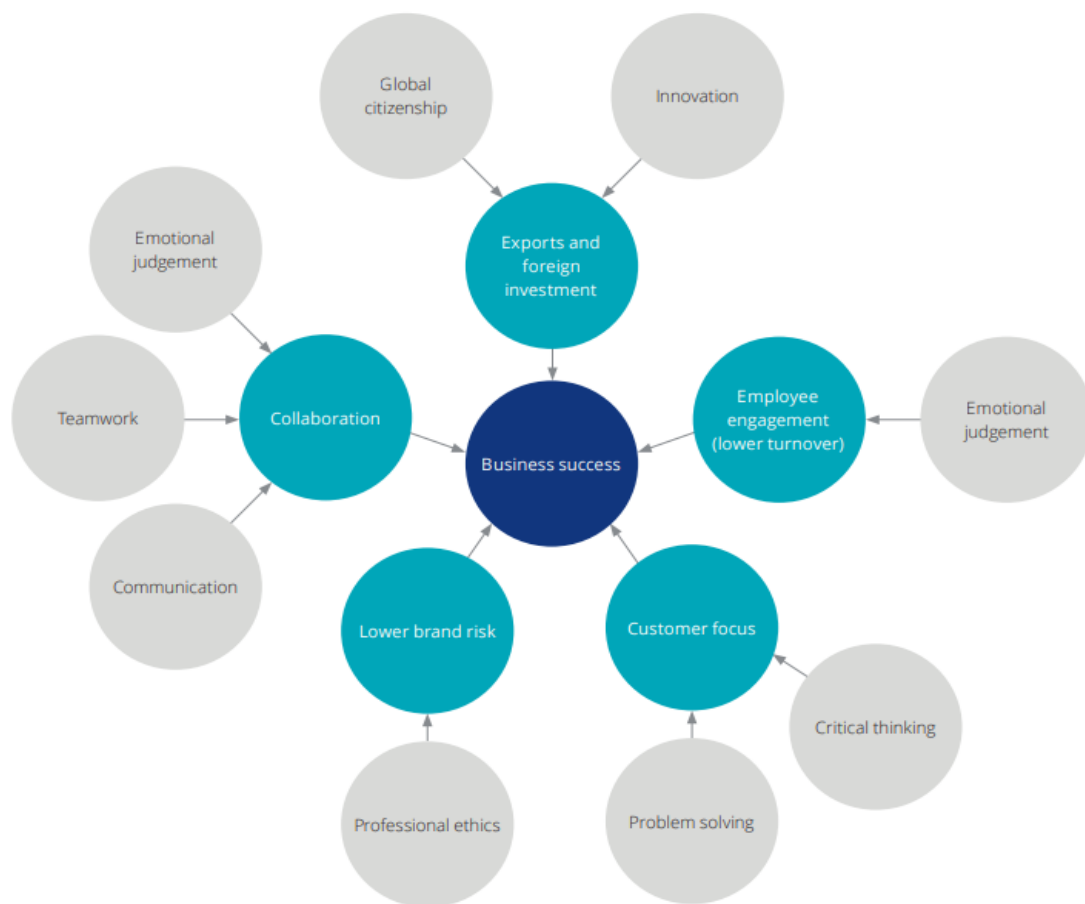 Global
citizenship
Innovation
Emotional
judgement
Exports and
foreign
investment
Teamwork
Collaboration
Employee
engagement
(lower turnover)
Emotional
judgement
Business success
Communication
Lower brand risk
Customer focus
Critical thinking
Professional ethics
Problem solving